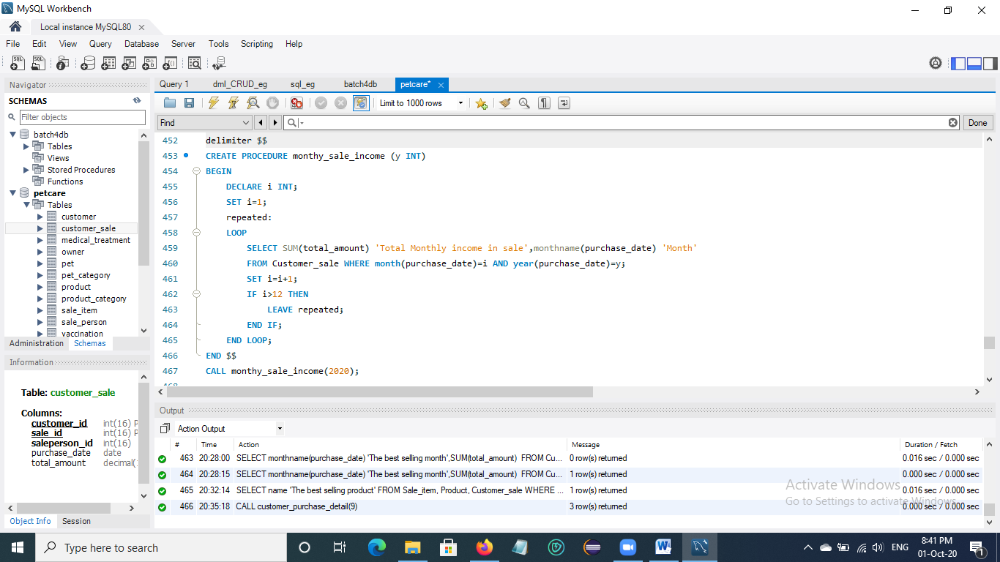 MySQL Workbench
Local instance MySQL80
File Edit View Query Database Server Tools Scripting Help
Navigator
SCHEMAS
Filter objects
batch4db
Tables
Views
Stored Procedures
Functions
petcare
Tables
customer
customer_sale
medical_treatment
owner
pet
pet_category
product
product_category
sale_item
sale_person
vaccination
Administration Schemas
Information
Table: customer_sale
Columns:
customer_id int(16) P
sale_id int(16) P
saleperson_id int(16)
purchase_date date
total_amount decimal(
Object Info Session
Query 1 dml_CRUD_eg sql_eg batch4db petcare*
Limit to 1000 rows
Find Done
452 delimiter $$
453 CREATE PROCEDURE monthy_sale_income (y INT)
454 BEGIN
455 DECLARE i INT;
456 SET i=1;
457 repeated:
458 LOOP
459 SELECT SUM(total_amount) 'Total Monthly income in sale',monthname(purchase_date) 'Month'
460 FROM Customer_sale WHERE month(purchase_date)=i AND year(purchase_date)=y;
461 SET i=i+1;
462 IF i>12 THEN
463 LEAVE repeated;
464 END IF;
465 END LOOP;
466 END $$
467 CALL monthy_sale_income(2020);
Output
Action Output
# Time Action Message Duration / Fetch
463 20:28:00 SELECT monthname(purchase_date) 'The best selling month',SUM(total_amount) FROM Cu... 0 row(s) returned 0.016 sec / 0.000 sec
464 20:28:15 SELECT monthname(purchase_date) 'The best selling month',SUM(total_amount) FROM Cu... 1 row(s) returned 0.000 sec / 0.000 sec
465 20:32:14 SELECT name 'The best selling product' FROM Sale_item, Product, Customer_sale WHERE ... 1 row(s) returned 0.016 sec / 0.000 sec
466 20:35:18 CALL customer_purchase_detail(9) 3 row(s) returned 0.000 sec / 0.000 sec
Activate Windows
Go to Settings to activate Windows.
Type here to search
ENG
8:41 PM
01-Oct-20
1